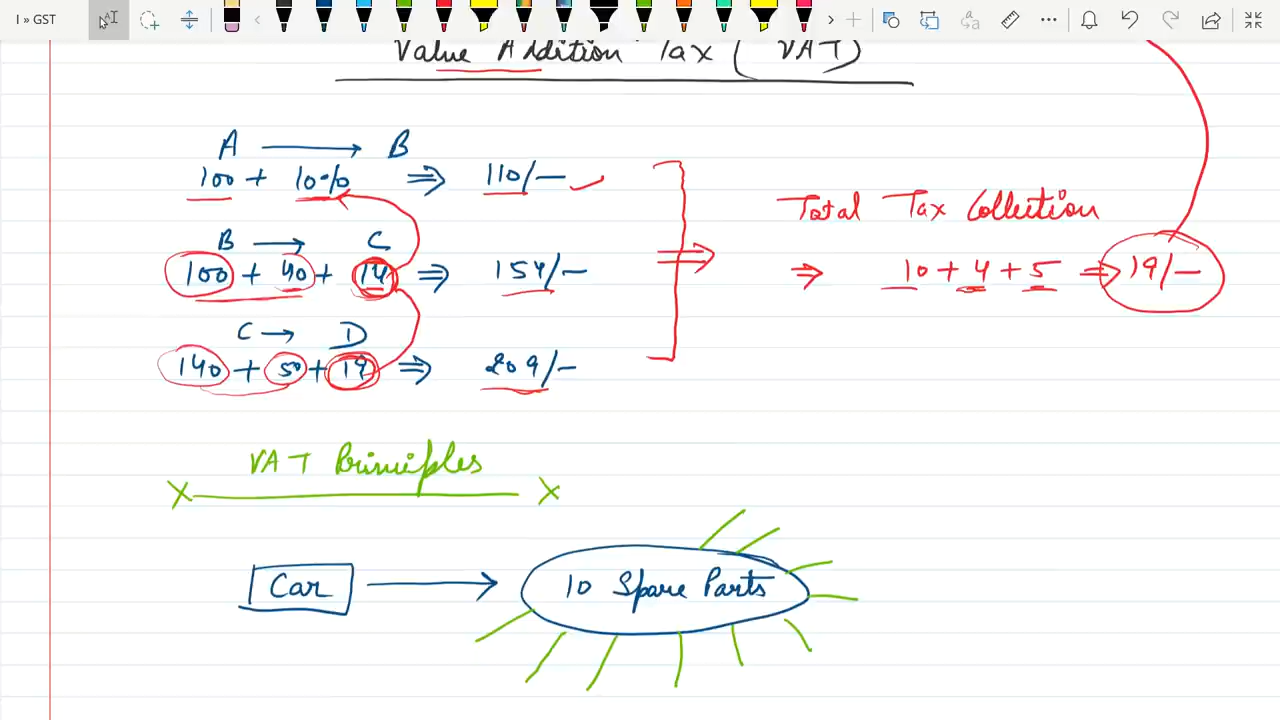 I » GST
Value Addition Tax (VAT)
A ⟶ B
100 + 10% ⇒ 110/-
B ⟶ C
100 + 40 + 14 ⇒ 154/-
C → D
140 + 50 + 19 ⇒ 209/-
Total Tax Collection
⇒ 10 + 4 + 5 ⇒ 19/-
VAT Principles
Car ⟶ 10 Spare Parts